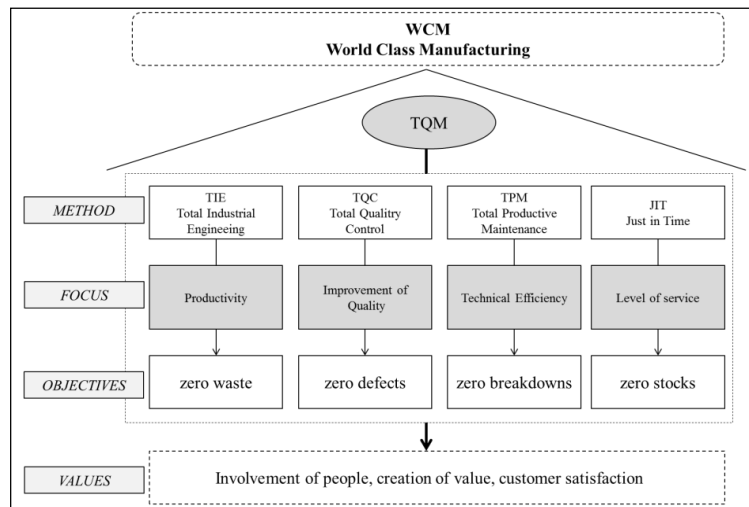 WCM
World Class Manufacturing
TQM
METHOD
TIE
Total Industrial
Engineering
TQC
Total Qualitry
Control
TPM
Total Productive
Maintenance
JIT
Just in Time
FOCUS
Productivity
Improvement of
Quality
Technical Efficiency
Level of service
OBJECTIVES
zero waste
zero defects
zero breakdowns
zero stocks
VALUES
Involvement of people, creation of value, customer satisfaction